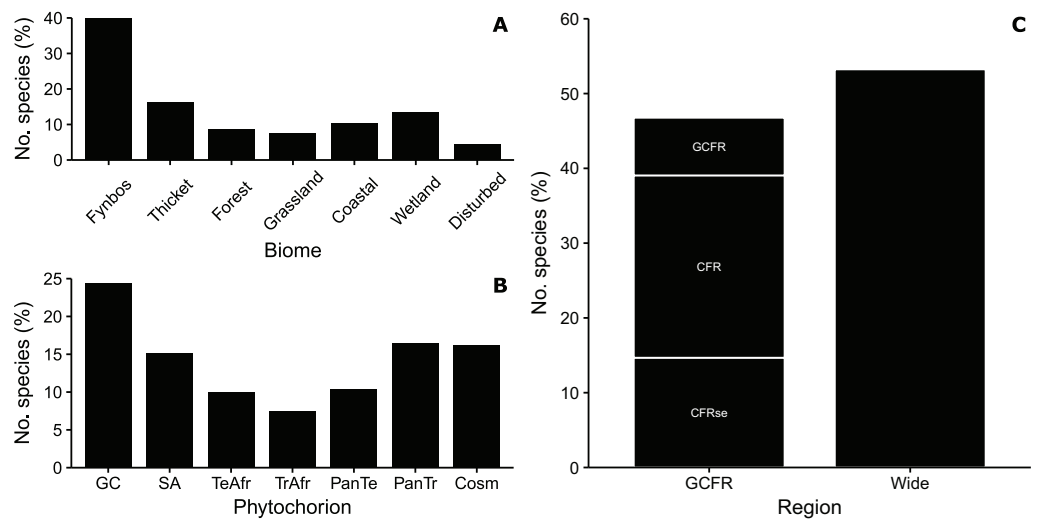 A
No. species (%)
40
30
20
10
0
Fynbos
Thicket
Forest
Grassland
Coastal
Wetland
Disturbed
Biome
B
No. species (%)
25
20
15
10
5
0
GC
SA
TeAfr
TrAfr
PanTe
PanTr
Cosm
Phytochorion
C
No. species (%)
60
50
40
30
20
10
0
GCFR
CFR
CFRse
GCFR
Wide
Region